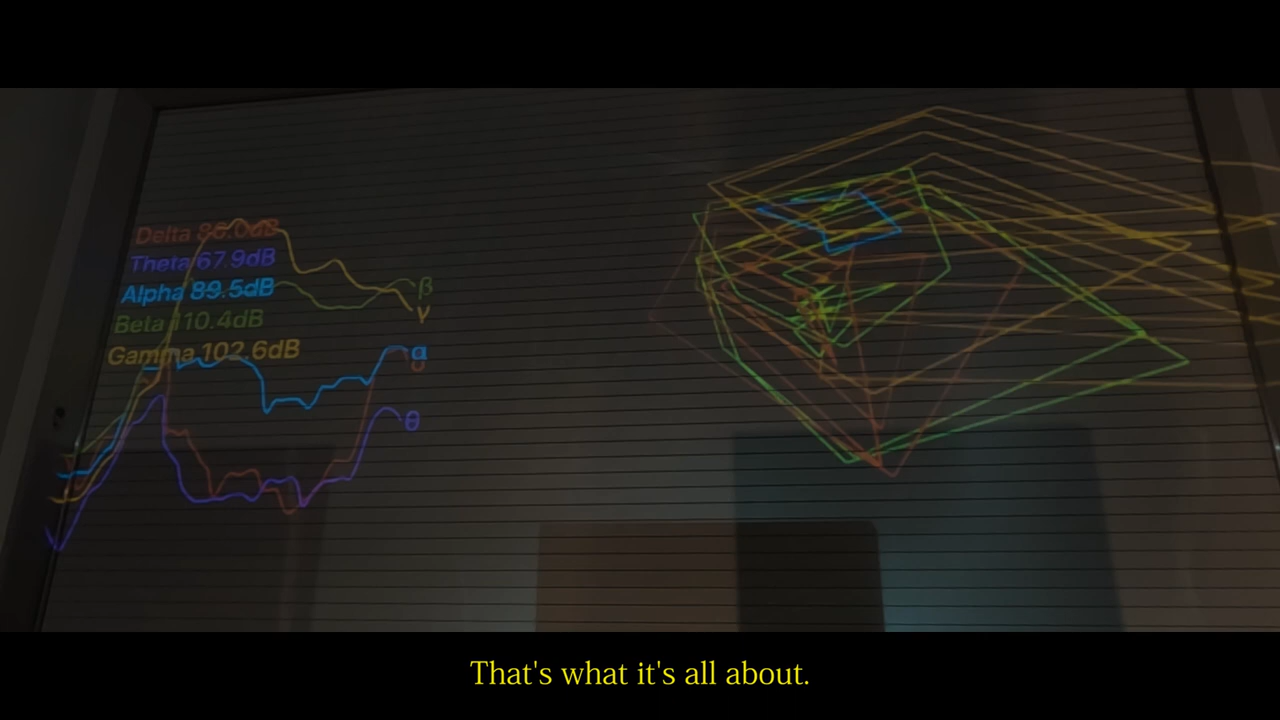 Delta 86.0dB
Theta 67.9dB
Alpha 89.5dB
Beta 110.4dB
Gamma 102.6dB
β
γ
α
θ
That's what it's all about.